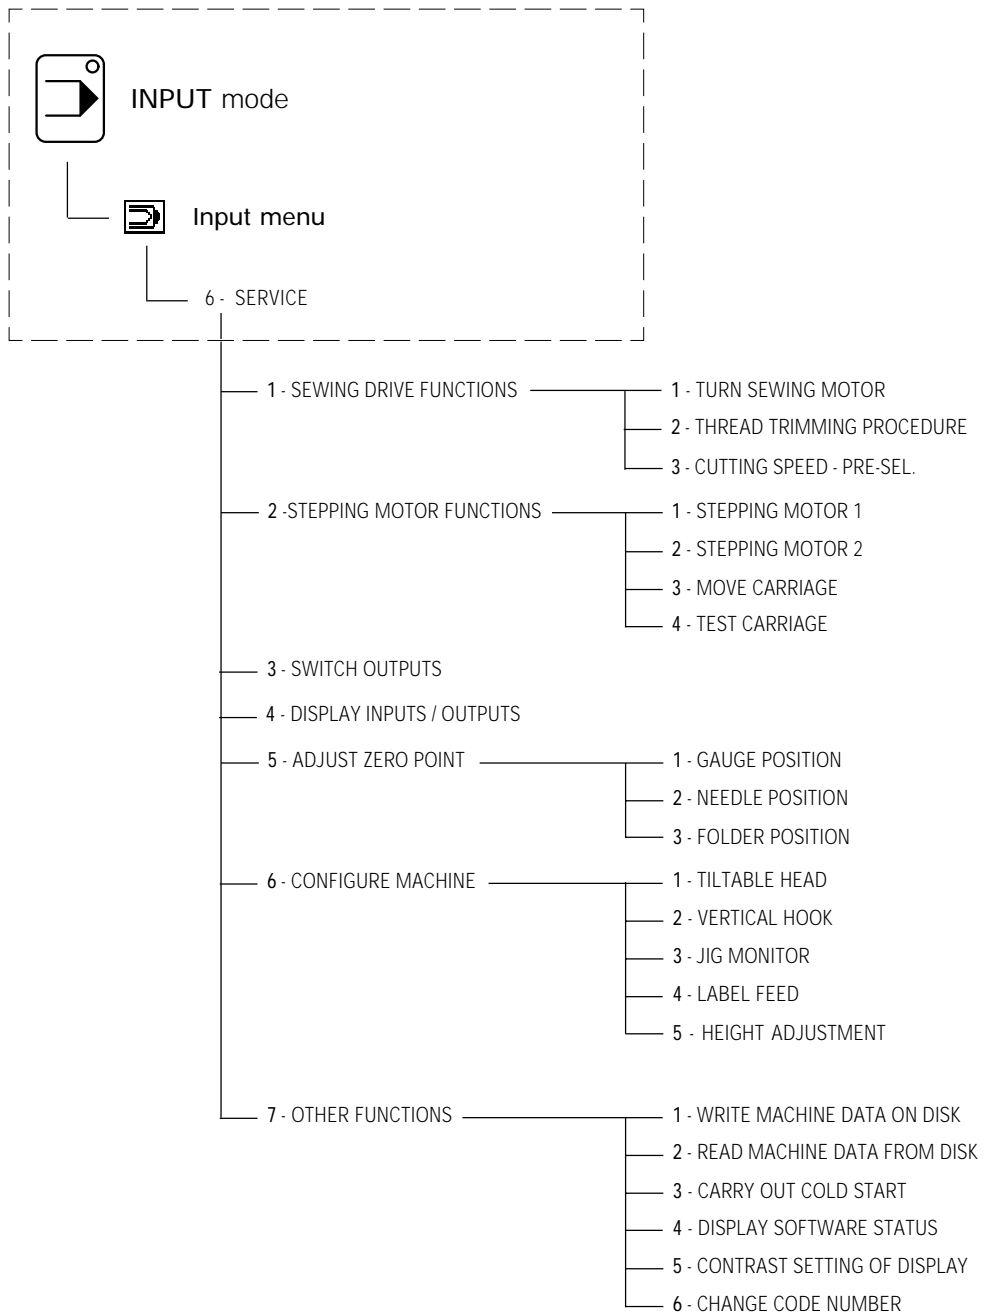 INPUT mode
Input menu
6 - SERVICE
1 - SEWING DRIVE FUNCTIONS
1 - TURN SEWING MOTOR
2 - THREAD TRIMMING PROCEDURE
3 - CUTTING SPEED - PRE-SEL.
2 -STEPPING MOTOR FUNCTIONS
1 - STEPPING MOTOR 1
2 - STEPPING MOTOR 2
3 - MOVE CARRIAGE
4 - TEST CARRIAGE
3 - SWITCH OUTPUTS
4 - DISPLAY INPUTS / OUTPUTS
5 - ADJUST ZERO POINT
1 - GAUGE POSITION
2 - NEEDLE POSITION
3 - FOLDER POSITION
6 - CONFIGURE MACHINE
1 - TILTABLE HEAD
2 - VERTICAL HOOK
3 - JIG MONITOR
4 - LABEL FEED
5 - HEIGHT ADJUSTMENT
7 - OTHER FUNCTIONS
1 - WRITE MACHINE DATA ON DISK
2 - READ MACHINE DATA FROM DISK
3 - CARRY OUT COLD START
4 - DISPLAY SOFTWARE STATUS
5 - CONTRAST SETTING OF DISPLAY
6 - CHANGE CODE NUMBER